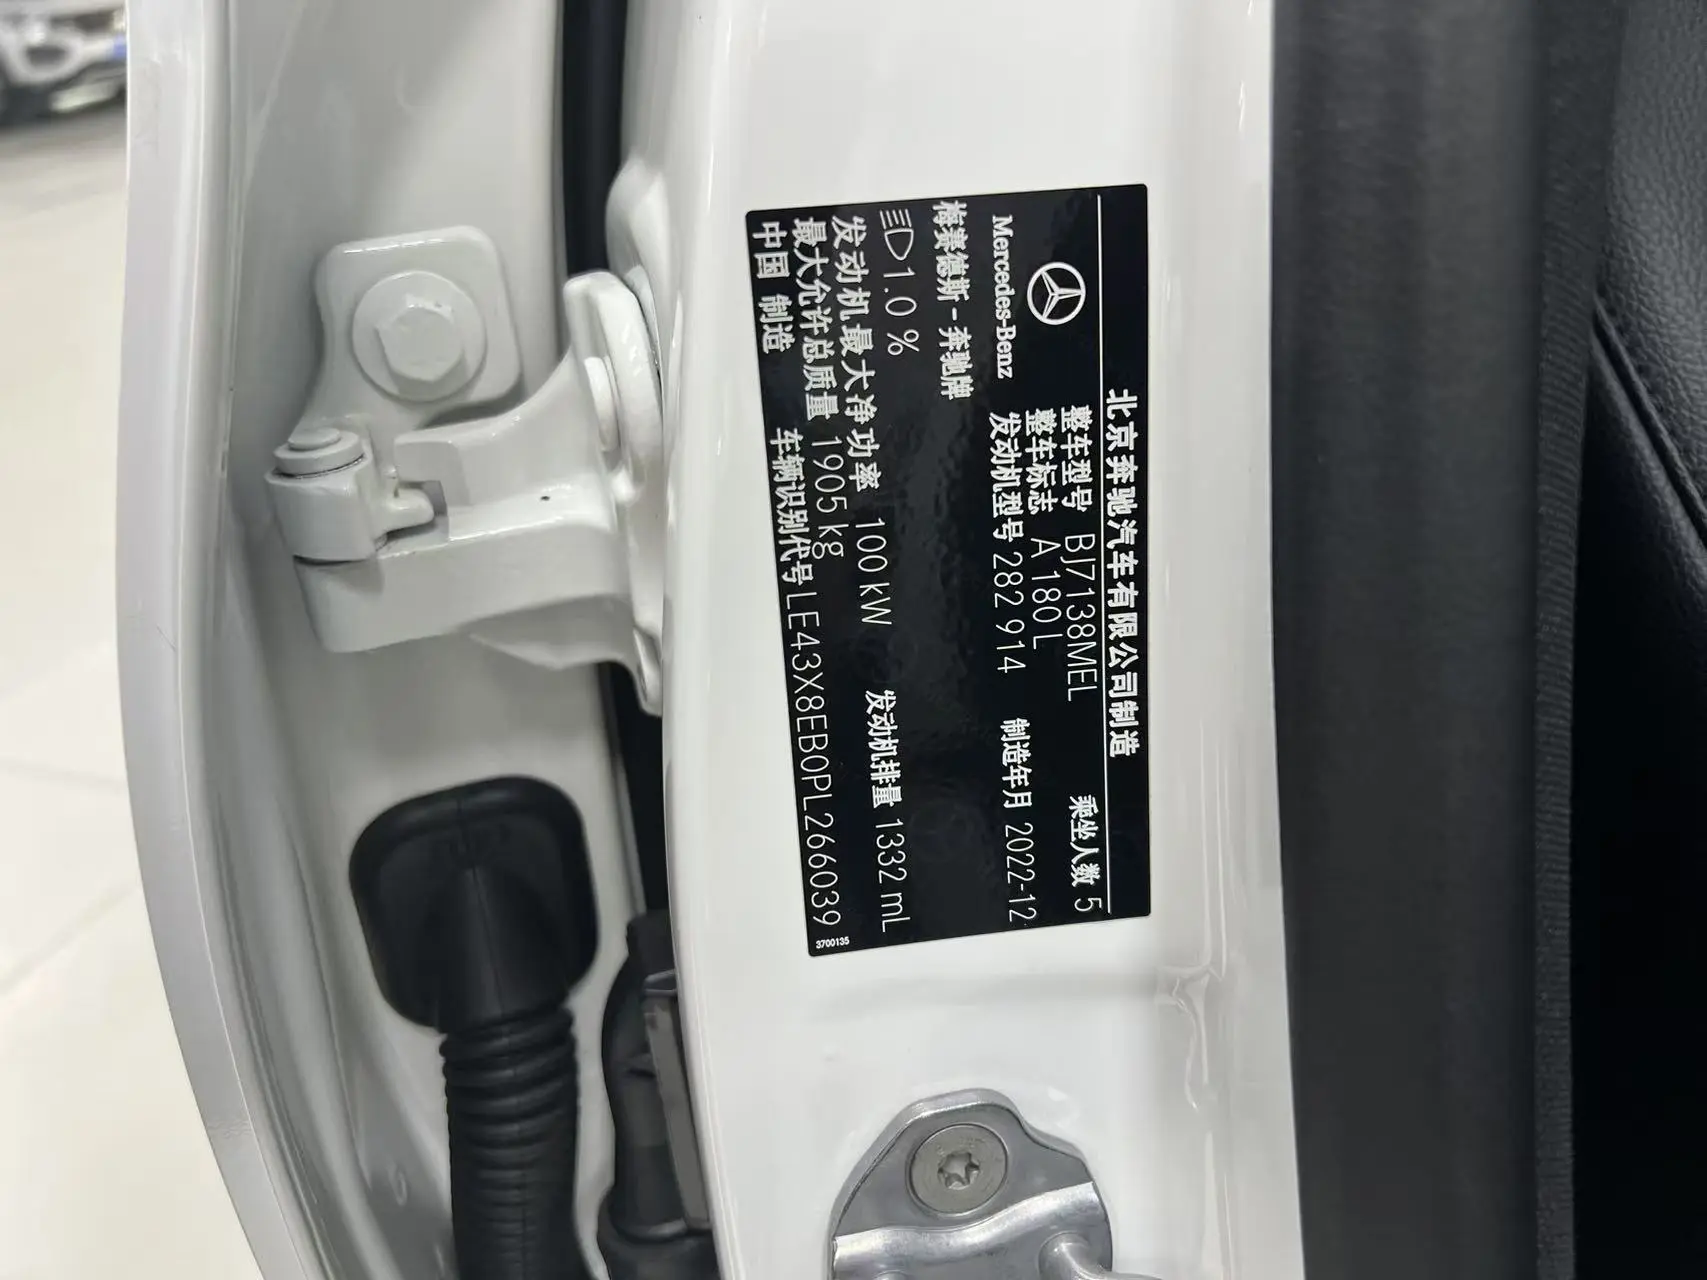 北京奔驰汽车有限公司制造
Mercedes-Benz
整车型号 BJ7138MEL 乘坐人数 5
整车标志 A 180 L
发动机型号 282 914 制造年月 2022-12
梅赛德斯-奔驰牌
1.0 %
发动机最大净功率 100 kW 发动机排量 1332 mL
最大允许总质量 1905 kg
中国 制造 车辆识别代号 LE43X8EB0PL266039
3700135